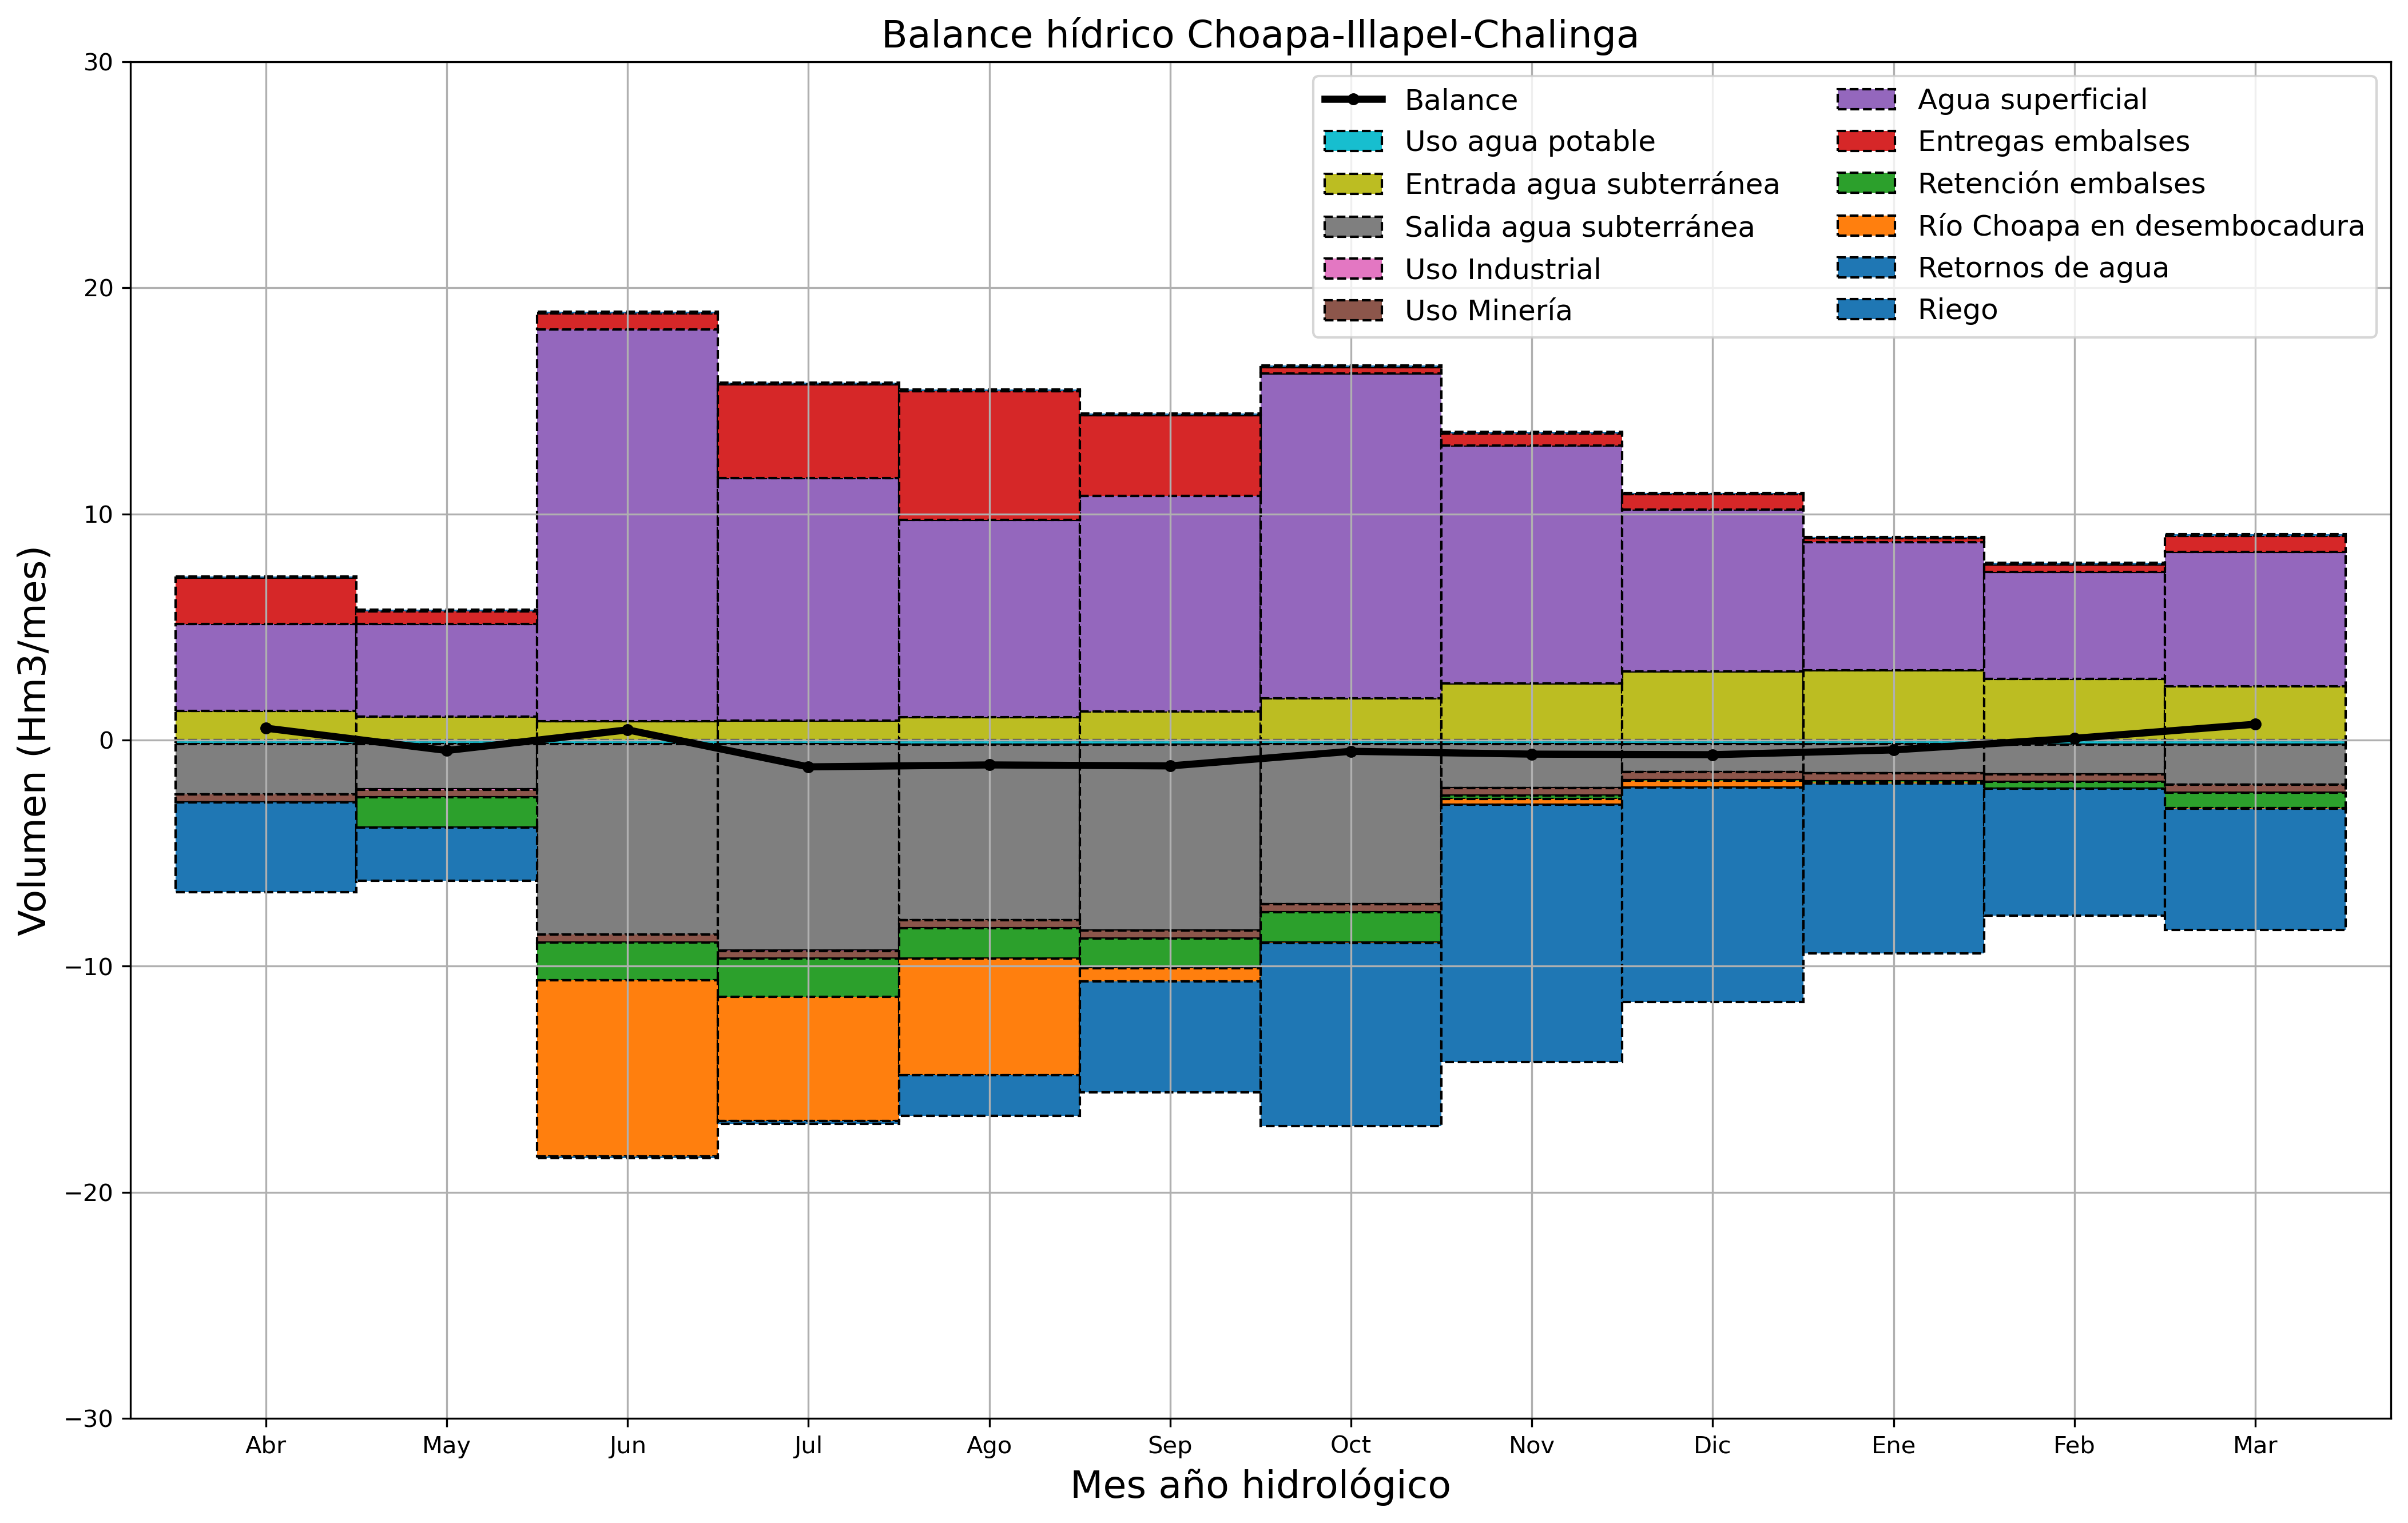 Balance hídrico Choapa-Illapel-Chalinga
30
20
10
0
−10
−20
−30
Volumen (Hm3/mes)
Balance
Uso agua potable
Entrada agua subterránea
Salida agua subterránea
Uso Industrial
Uso Minería
Agua superficial
Entregas embalses
Retención embalses
Río Choapa en desembocadura
Retornos de agua
Riego
Abr May Jun Jul Ago Sep Oct Nov Dic Ene Feb Mar
Mes año hidrológico